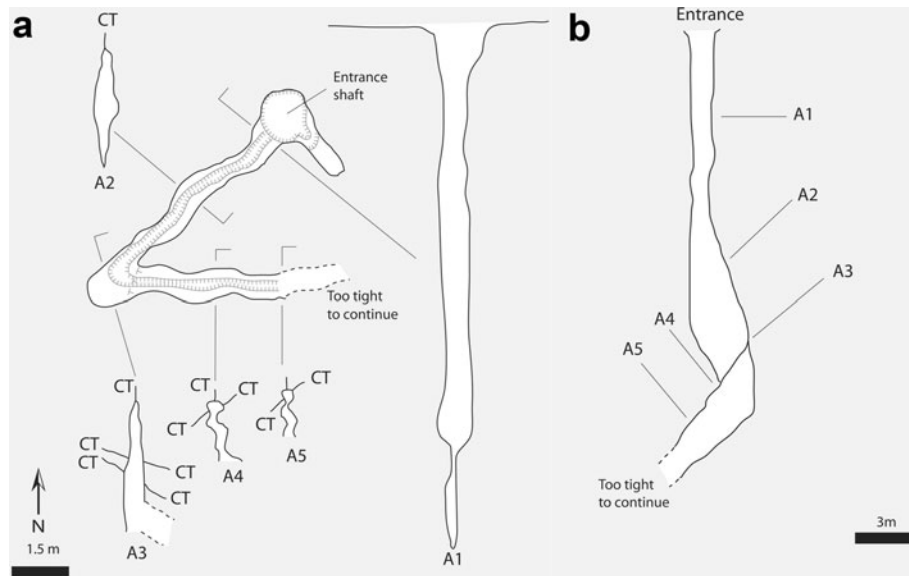 a
CT
A2
Entrance
shaft
Too tight
to continue
CT
CT
CT
CT
CT
A3
CT
CT
CT
A4
CT
CT
A5
A1
N
1.5 m
b
Entrance
A1
A2
A3
A4
A5
Too tight
to continue
3m